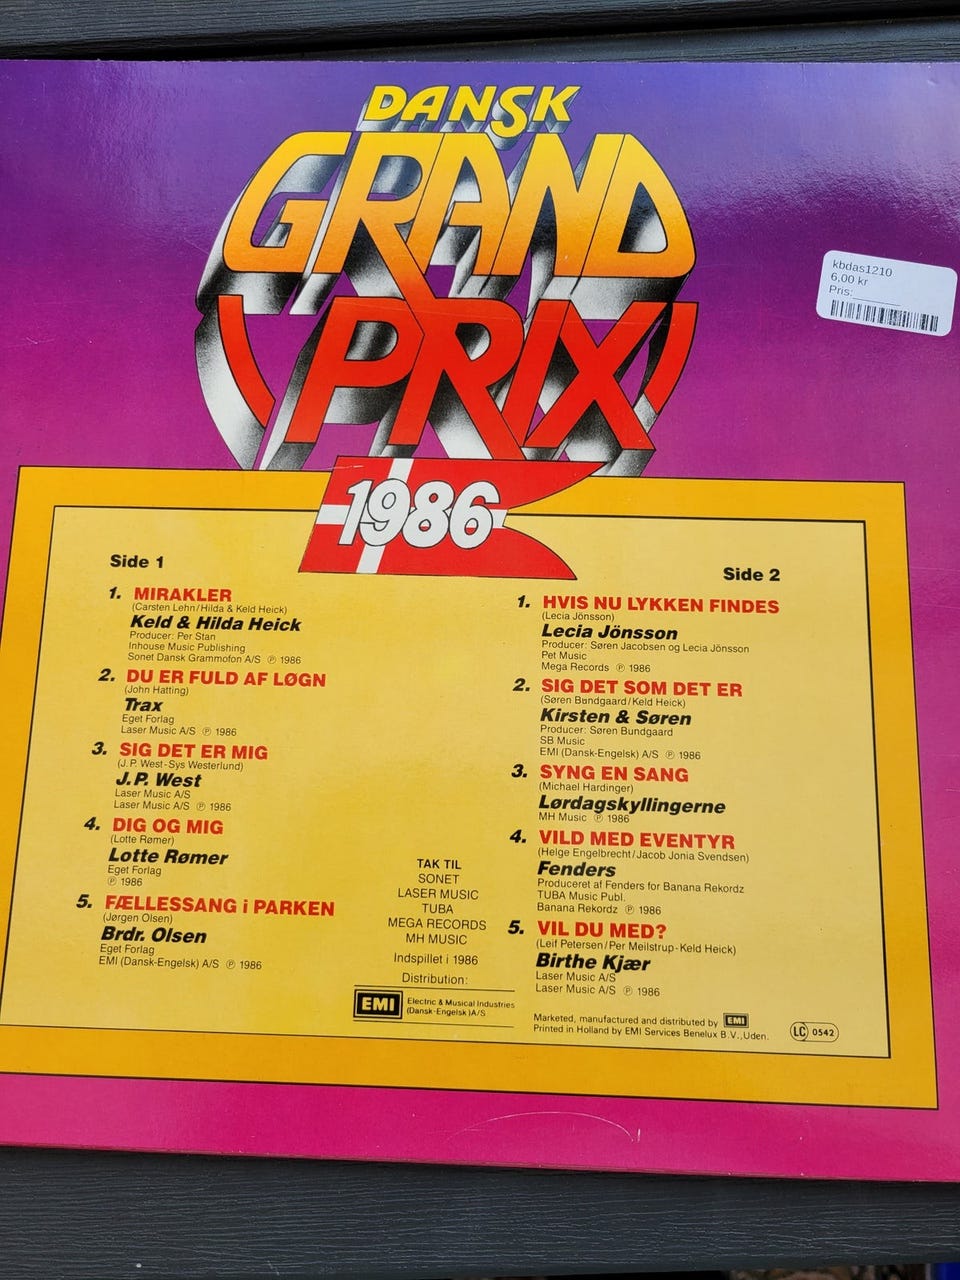 DANSK
GRAND
PRIX
1986
kbdas1210
6,00 kr
Pris:________
Side 1
1. MIRAKLER
(Carsten Lehn/Hilda & Keld Heick)
Keld & Hilda Heick
Producer: Per Stan
Inhouse Music Publishing
Sonet Dansk Grammofon A/S Ⓟ 1986
2. DU ER FULD AF LØGN
(John Hatting)
Trax
Eget Forlag
Laser Music A/S Ⓟ 1986
3. SIG DET ER MIG
(J.P. West-Sys Westerlund)
J.P. West
Laser Music A/S
Laser Music A/S Ⓟ 1986
4. DIG OG MIG
(Lotte Rømer)
Lotte Rømer
Eget Forlag
Ⓟ 1986
5. FÆLLESSANG i PARKEN
(Jørgen Olsen)
Brdr. Olsen
Eget Forlag
EMI (Dansk-Engelsk) A/S Ⓟ 1986
TAK TIL
SONET
LASER MUSIC
TUBA
MEGA RECORDS
MH MUSIC
Indspillet i 1986
Distribution:
EMI Electric & Musical Industries
(Dansk-Engelsk) A/S
Side 2
1. HVIS NU LYKKEN FINDES
(Lecia Jönsson)
Lecia Jönsson
Producer: Søren Jacobsen og Lecia Jönsson
Pet Music
Mega Records Ⓟ 1986
2. SIG DET SOM DET ER
(Søren Bundgaard/Keld Heick)
Kirsten & Søren
Producer: Søren Bundgaard
SB Music
EMI (Dansk-Engelsk) A/S Ⓟ 1986
3. SYNG EN SANG
(Michael Hardinger)
Lørdagskyllingerne
MH Music Ⓟ 1986
4. VILD MED EVENTYR
(Helge Engelbrecht/Jacob Jonia Svendsen)
Fenders
Produceret af Fenders for Banana Rekordz
TUBA Music Publ.
Banana Rekordz Ⓟ 1986
5. VIL DU MED?
(Leif Petersen/Per Meilstrup-Keld Heick)
Birthe Kjær
Laser Music A/S
Laser Music A/S Ⓟ 1986
Marketed, manufactured and distributed by EMI
Printed in Holland by EMI Services Benelux B.V., Uden.
LC 0542